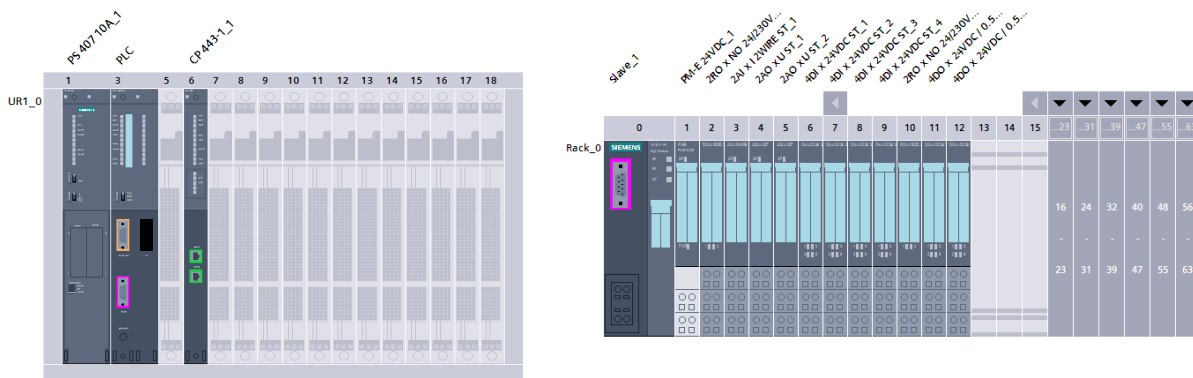 PS 407 10A_1
PLC
CP 443-1_1
1 3 5 6 7 8 9 10 11 12 13 14 15 16 17 18
UR1_0
SIEMENS
Slave_1
PM-E 24VDC_1
2RO x NO 24/230V...
2AI x I 2WIRE ST_1
2AO x U ST_1
2AO x U ST_2
4DI x 24VDC ST_1
4DI x 24VDC ST_2
4DI x 24VDC ST_3
4DI x 24VDC ST_4
2RO x NO 24/230V...
4DO x 24VDC / 0.5...
4DO x 24VDC / 0.5...
0 1 2 3 4 5 6 7 8 9 10 11 12 13 14 15 ...23 ...31 ...39 ...47 ...55 ...6
Rack_0
SIEMENS
16 24 32 40 48 56
- - - - - -
23 31 39 47 55 63